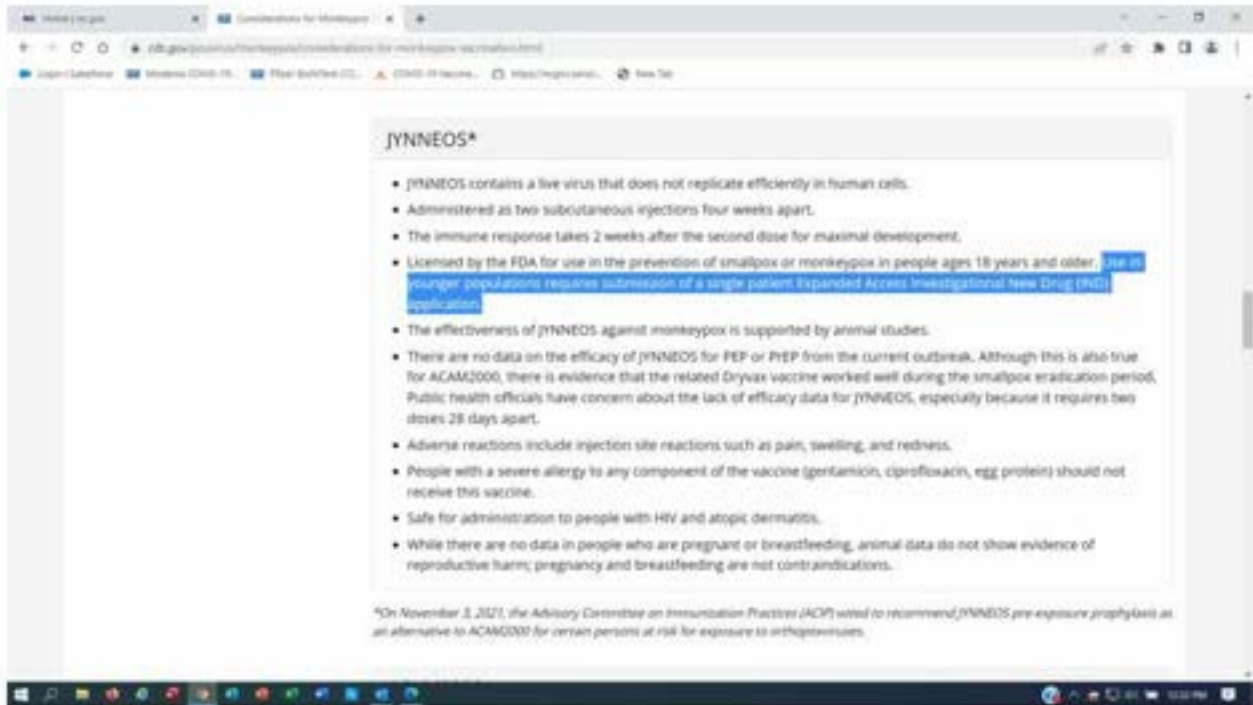 Considerations for Monkeypox
New Tab
JYNNEOS*
• JYNNEOS contains a live virus that does not replicate efficiently in human cells.
• Administered as two subcutaneous injections four weeks apart.
• The immune response takes 2 weeks after the second dose for maximal development.
• Licensed by the FDA for use in the prevention of smallpox or monkeypox in people ages 18 years and older. Use in
younger populations requires submission of a single patient Expanded Access Investigational New Drug (IND)
application.
• The effectiveness of JYNNEOS against monkeypox is supported by animal studies.
• There are no data on the efficacy of JYNNEOS for PEP or PrEP from the current outbreak. Although this is also true
for ACAM2000, there is evidence that the related Dryvax vaccine worked well during the smallpox eradication period.
Public health officials have concern about the lack of efficacy data for JYNNEOS, especially because it requires two
doses 28 days apart.
• Adverse reactions include injection site reactions such as pain, swelling, and redness.
• People with a severe allergy to any component of the vaccine (gentamicin, ciprofloxacin, egg protein) should not
receive this vaccine.
• Safe for administration to people with HIV and atopic dermatitis.
• While there are no data in people who are pregnant or breastfeeding, animal data do not show evidence of
reproductive harm; pregnancy and breastfeeding are not contraindications.
*On November 3, 2021, the Advisory Committee on Immunization Practices (ACIP) voted to recommend JYNNEOS pre-exposure prophylaxis as
an alternative to ACAM2000 for certain persons at risk for exposure to orthopoxviruses.